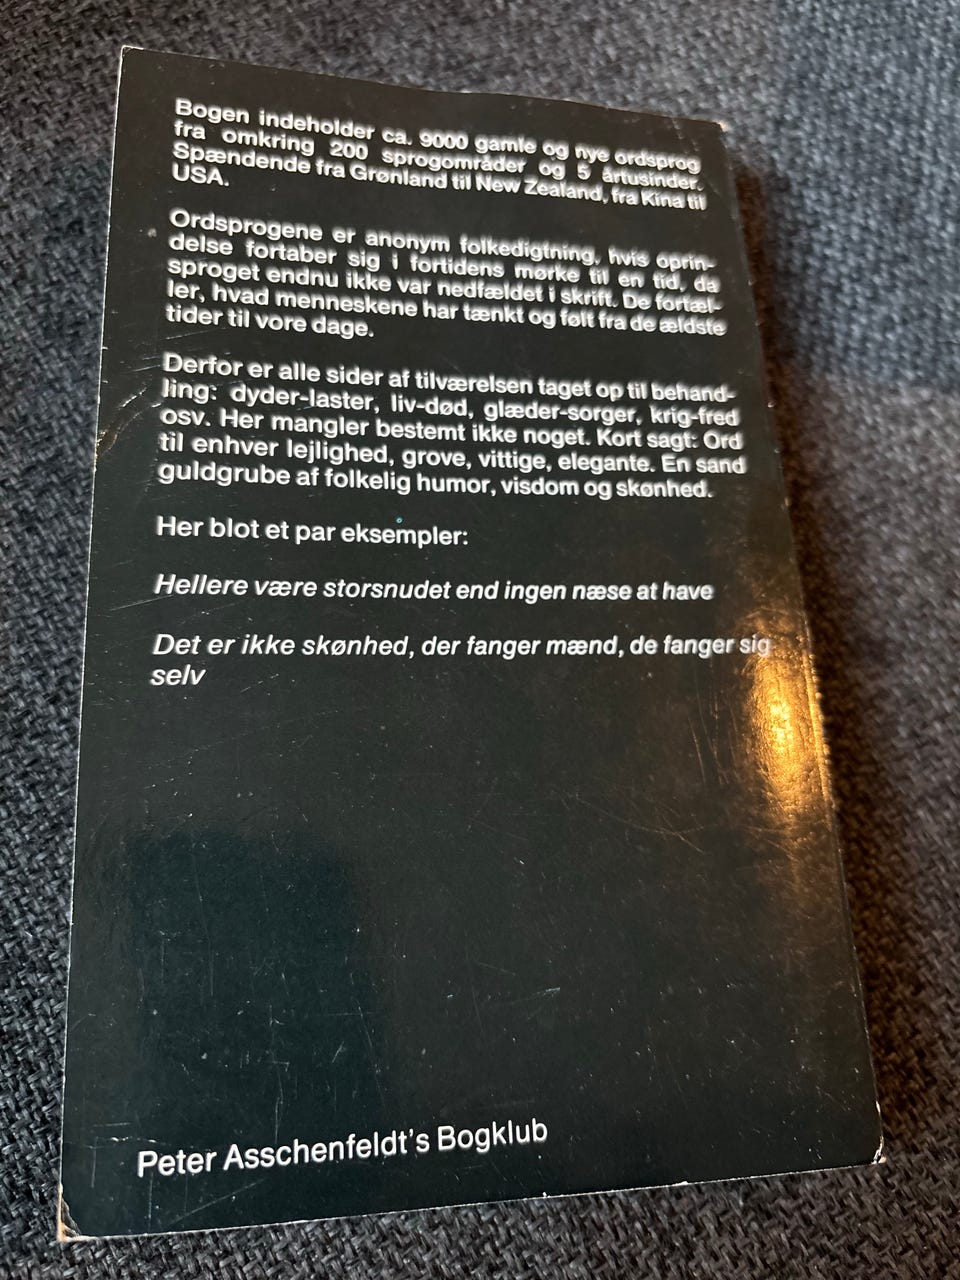 Bogen indeholder ca. 9000 gamle og nye ordsprog
fra omkring 200 sprogområder og 5 årtusinder.
Spændende fra Grønland til New Zealand, fra Kina til
USA.
Ordsprogene er anonym folkedigtning, hvis oprin-
delse fortaber sig i fortidens mørke til en tid, da
sproget endnu ikke var nedfældet i skrift. De fortæl-
ler, hvad menneskene har tænkt og følt fra de ældste
tider til vore dage.
Derfor er alle sider af tilværelsen taget op til behand-
ling: dyder-laster, liv-død, glæder-sorger, krig-fred
osv. Her mangler bestemt ikke noget. Kort sagt: Ord
til enhver lejlighed, grove, vittige, elegante. En sand
guldgrube af folkelig humor, visdom og skønhed.
Her blot et par eksempler:
Hellere være storsnudet end ingen næse at have
Det er ikke skønhed, der fanger mænd, de fanger sig
selv
Peter Asschenfeldt's Bogklub